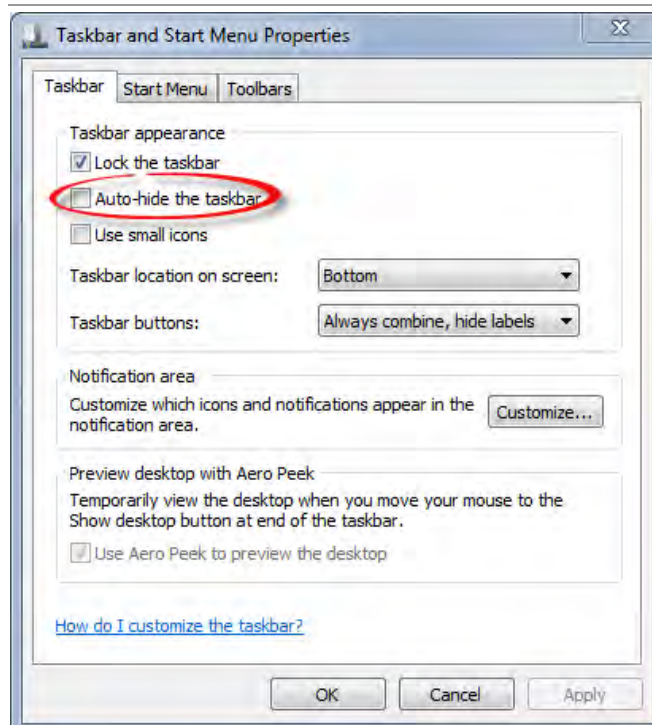 Taskbar and Start Menu Properties
Taskbar
Start Menu
Toolbars
Taskbar appearance
Lock the taskbar
Auto-hide the taskbar
Use small icons
Taskbar location on screen:
Bottom
Taskbar buttons:
Always combine, hide labels
Notification area
Customize which icons and notifications appear in the
notification area.
Customize...
Preview desktop with Aero Peek
Temporarily view the desktop when you move your mouse to the
Show desktop button at end of the taskbar.
Use Aero Peek to preview the desktop
How do I customize the taskbar?
OK
Cancel
Apply